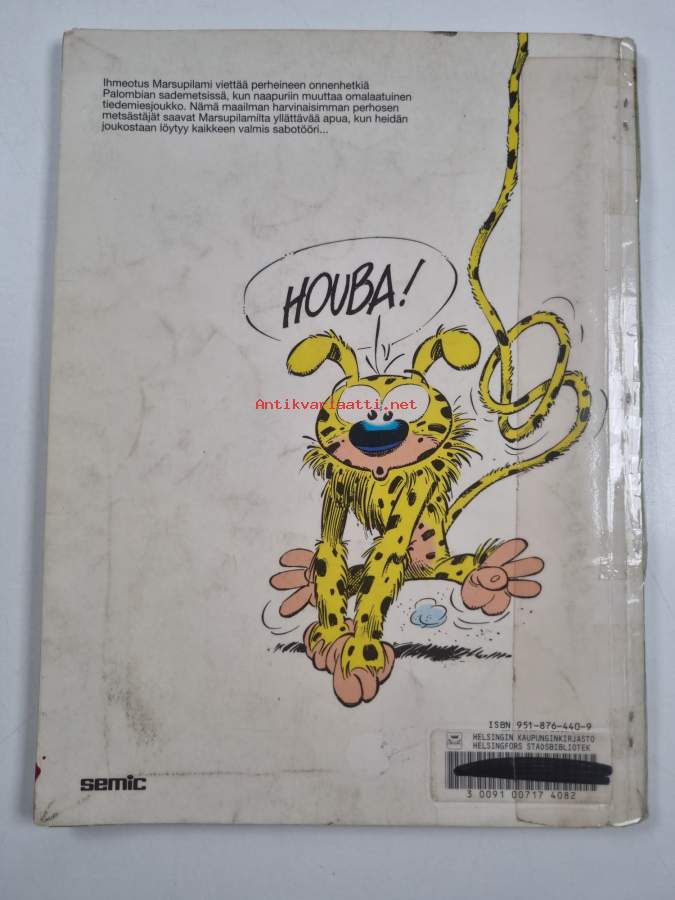 Ihmeotus Marsupilami viettää perheineen onnenhetkiä
Palombian sademetsissä, kun naapuriin muuttaa omalaatuinen
tiedemiesjoukko. Nämä maailman harvinaisimman perhosen
metsästäjät saavat Marsupilamilta yllättävää apua, kun heidän
joukostaan löytyy kaikkeen valmis sabotööri...
HOUBA!
Antikvariaatti.net
ISBN 951-876-440-9
HELSINGIN KAUPUNGINKIRJASTO
HELSINGFORS STADSBIBLIOTEK
3 0091 00717 4082
semic